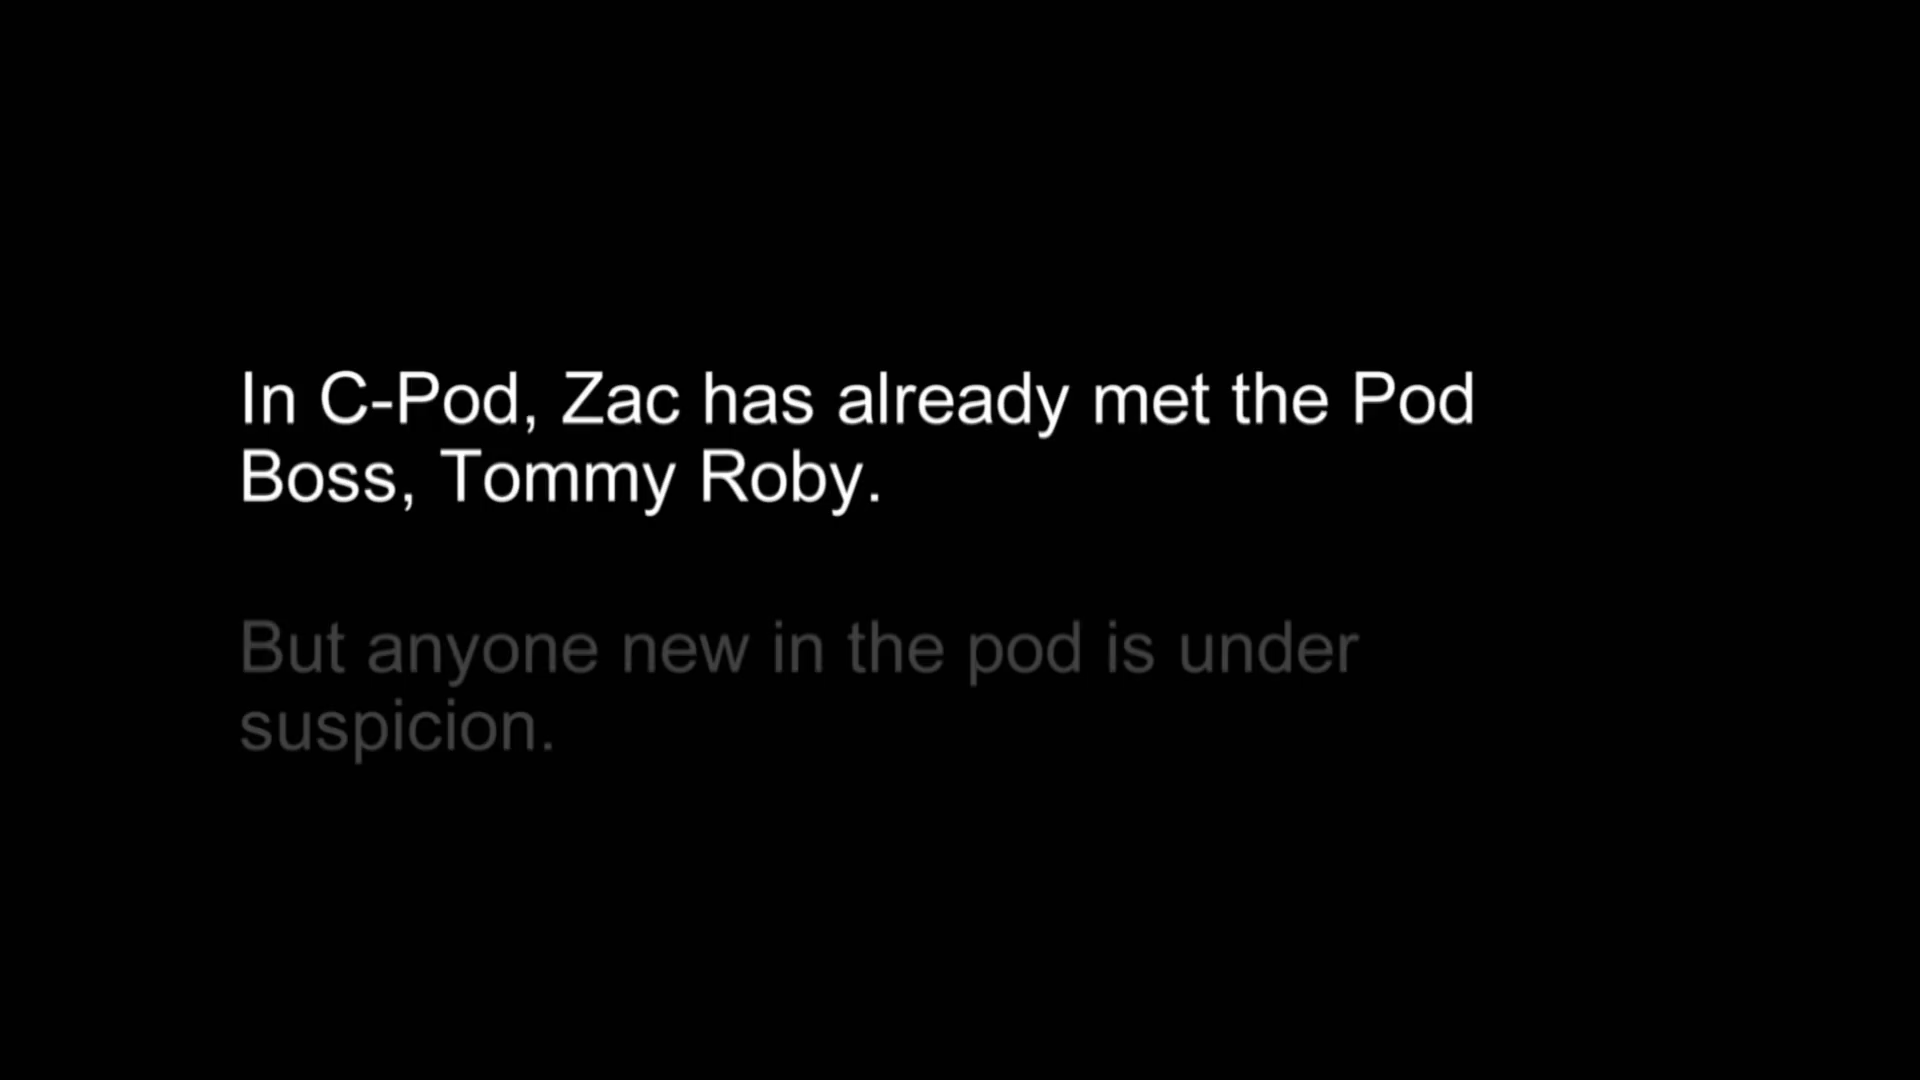 In C-Pod, Zac has already met the Pod
Boss, Tommy Roby.
But anyone new in the pod is under
suspicion.